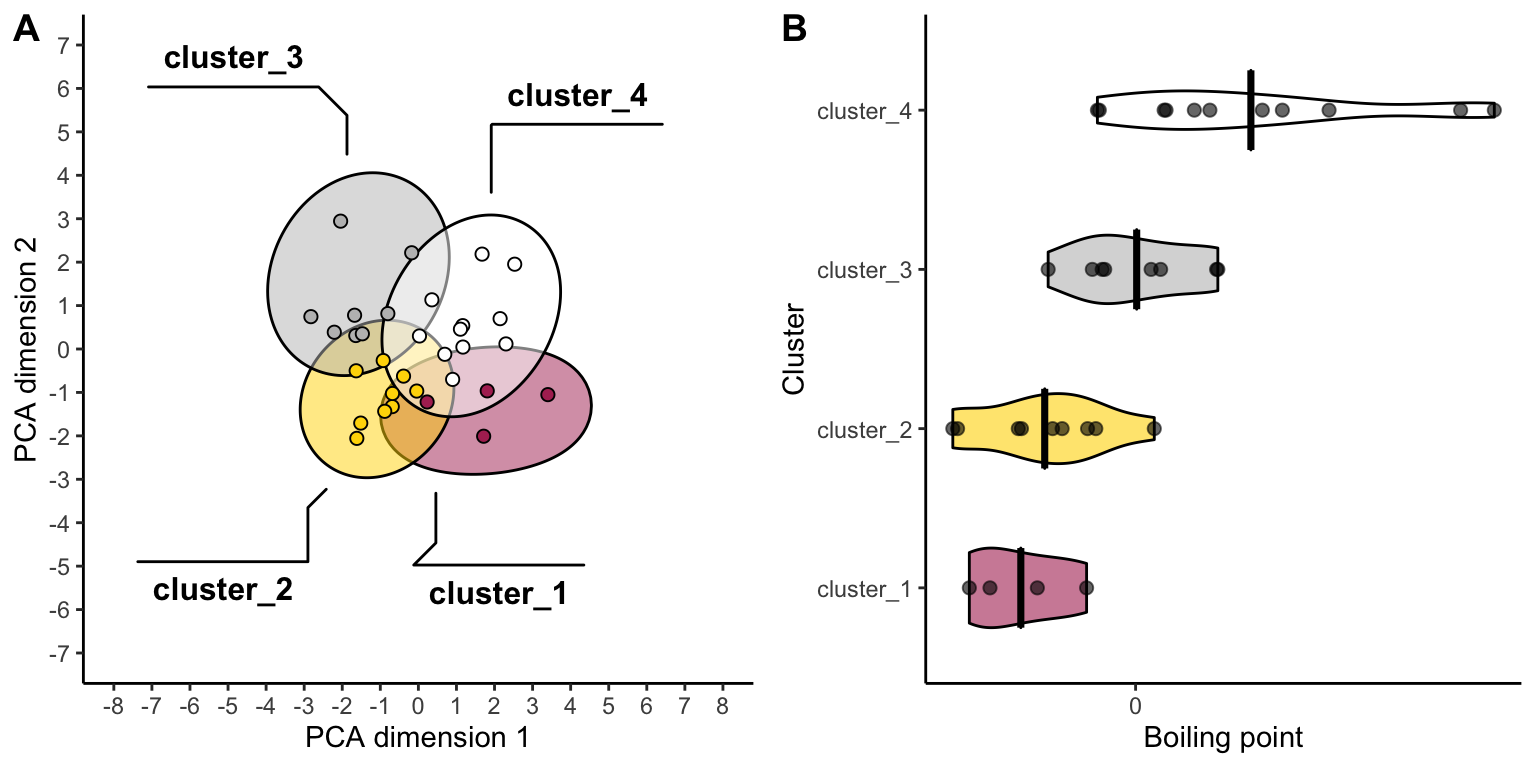 A
cluster_3
cluster_4
7
6
5
4
3
2
1
0
-1
-2
-3
-4
-5
-6
-7
PCA dimension 2
cluster_2
cluster_1
-8 -7 -6 -5 -4 -3 -2 -1 0 1 2 3 4 5 6 7 8
PCA dimension 1
B
cluster_4
cluster_3
cluster_2
cluster_1
Cluster
0
Boiling point